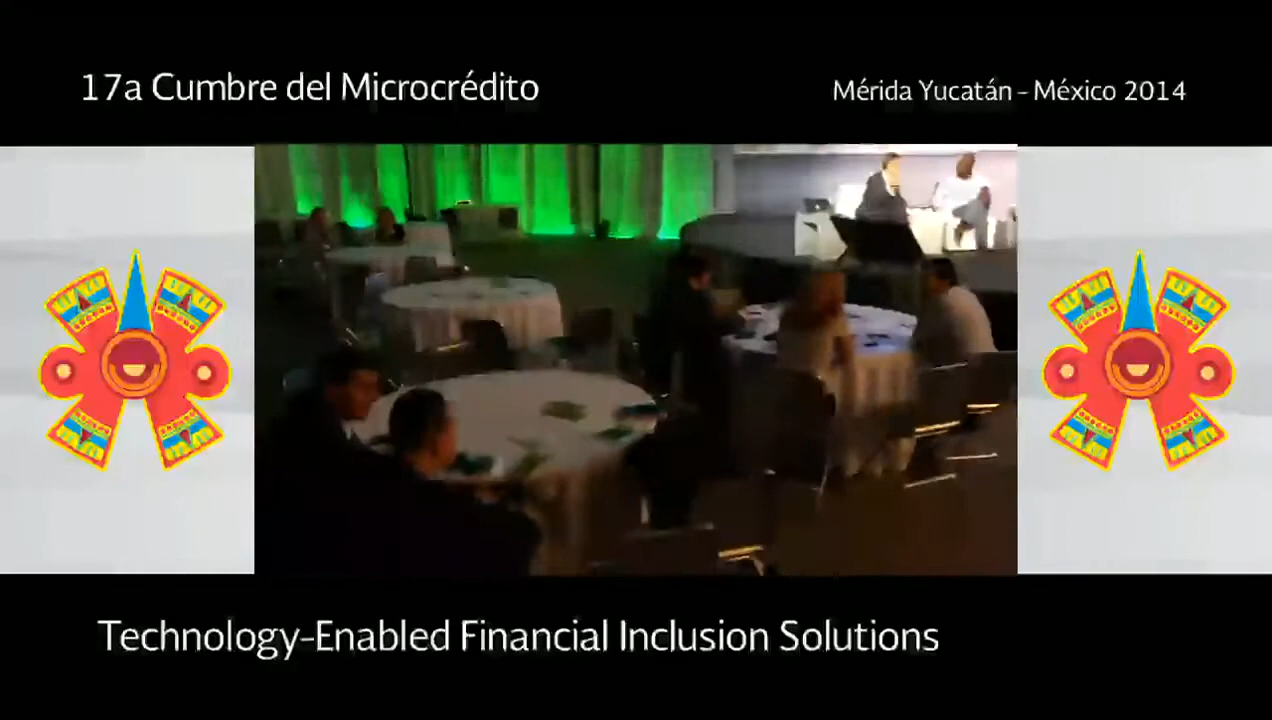 17a Cumbre del Microcrédito
Mérida Yucatán - México 2014
Technology-Enabled Financial Inclusion Solutions